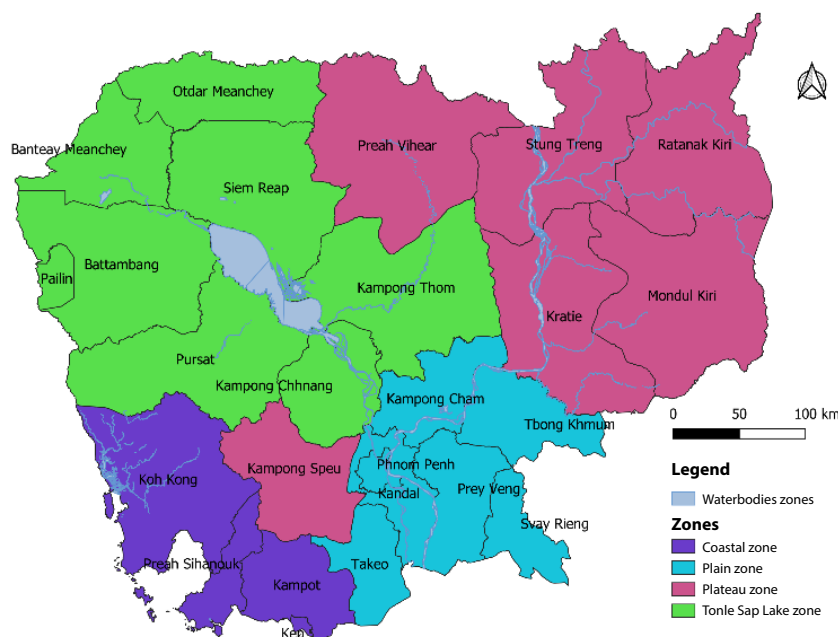 Otdar Meanchey
Banteay Meanchey
Preah Vihear
Stung Treng
Ratanak Kiri
Siem Reap
Battambang
Pailin
Kampong Thom
Mondul Kiri
Kratie
Pursat
Kampong Chhnang
Kampong Cham
Tbong Khmum
Koh Kong
Kampong Speu
Phnom Penh
Kandal
Prey Veng
Svay Rieng
Preah Sihanouk
Takeo
Kampot
Kep
0 50 100 km
Legend
Waterbodies zones
Zones
Coastal zone
Plain zone
Plateau zone
Tonle Sap Lake zone